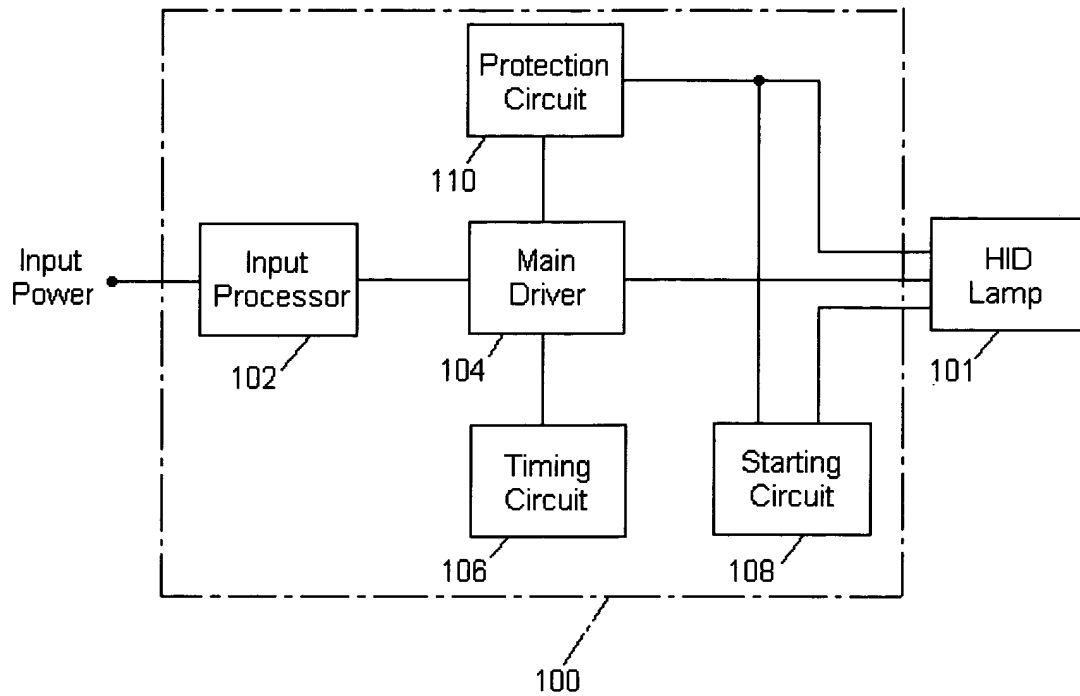 Protection
Circuit
110
Input
Power
Input
Processor
102
Main
Driver
104
HID
Lamp
101
Timing
Circuit
106
Starting
Circuit
108
100